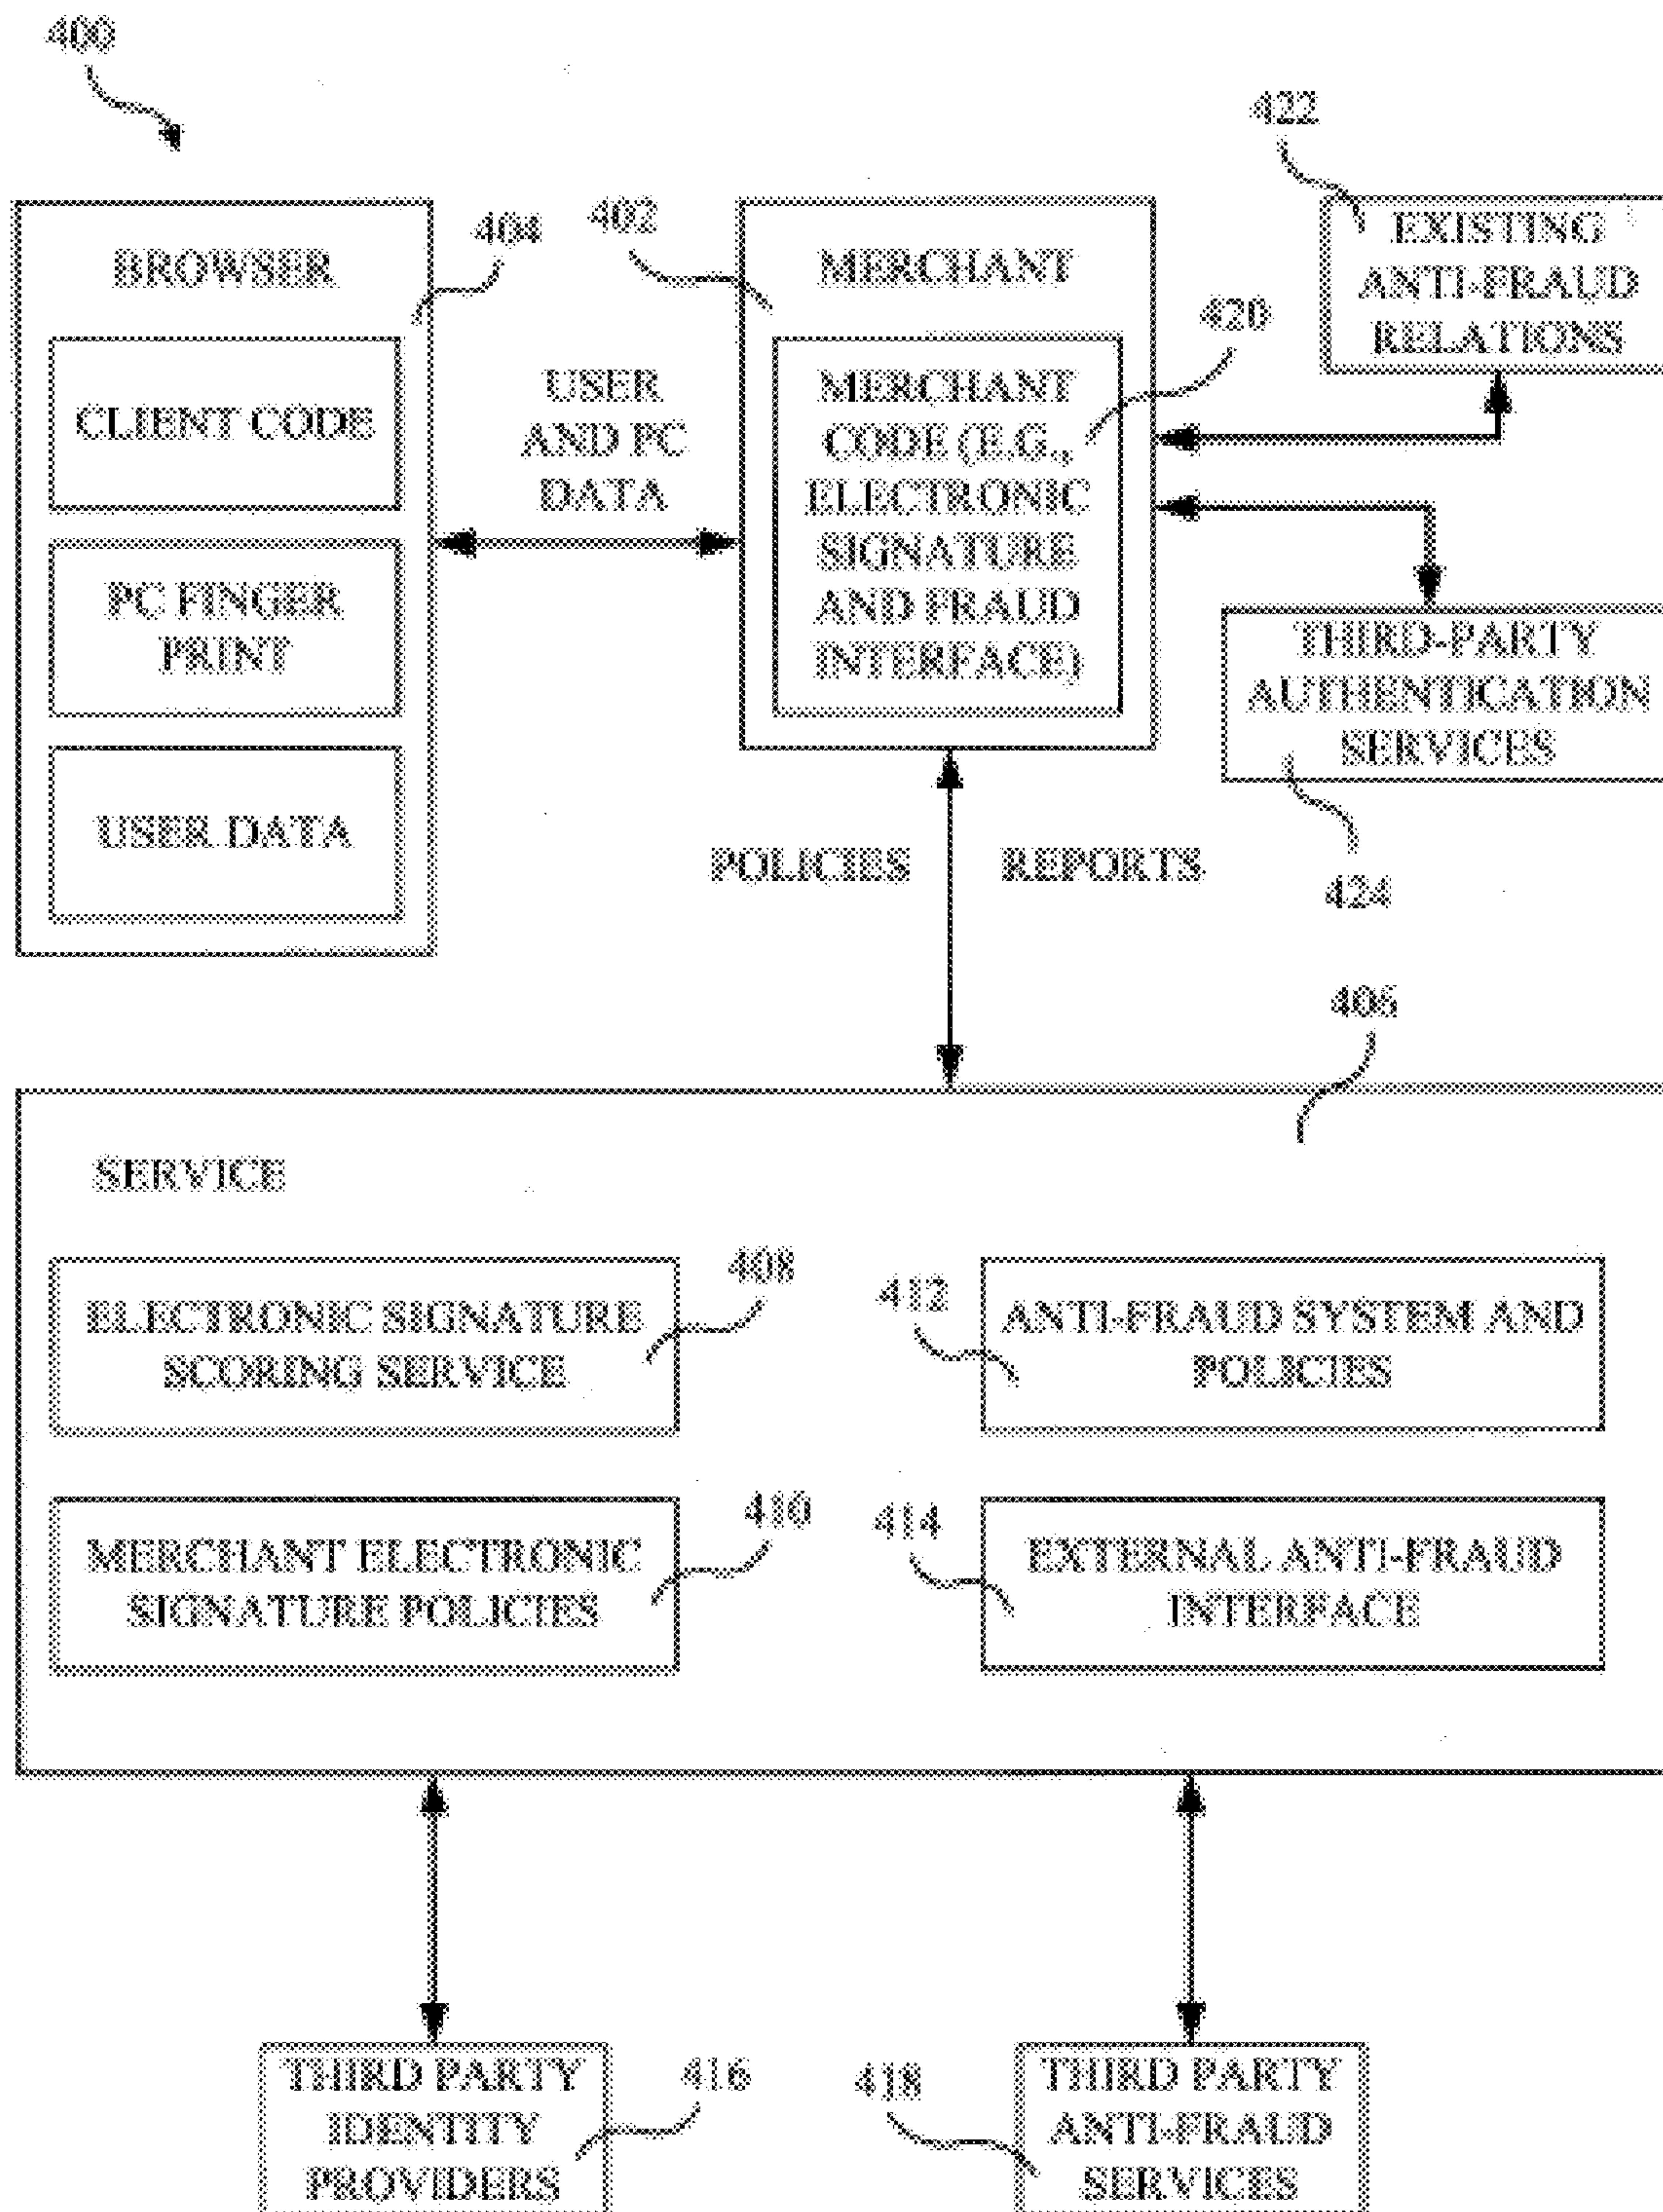 400
422
BROWSER
404
CLIENT CODE
PC FINGER
PRINT
USER DATA
USER
AND PC
DATA
402
MERCHANT
420
MERCHANT
CODE (E.G.,
ELECTRONIC
SIGNATURE
AND FRAUD
INTERFACE)
EXISTING
ANTI-FRAUD
RELATIONS
THIRD-PARTY
AUTHENTICATION
SERVICES
424
POLICIES
REPORTS
406
SERVICE
ELECTRONIC SIGNATURE
SCORING SERVICE
408
412
ANTI-FRAUD SYSTEM AND
POLICIES
MERCHANT ELECTRONIC
SIGNATURE POLICIES
410
414
EXTERNAL ANTI-FRAUD
INTERFACE
THIRD PARTY
IDENTITY
PROVIDERS
416
418
THIRD PARTY
ANTI-FRAUD
SERVICES